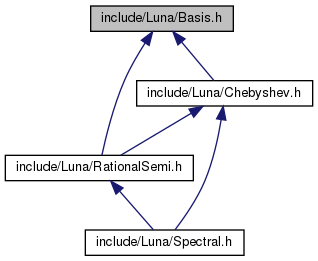 include/Luna/Basis.h
include/Luna/Chebyshev.h
include/Luna/RationalSemi.h
include/Luna/Spectral.h